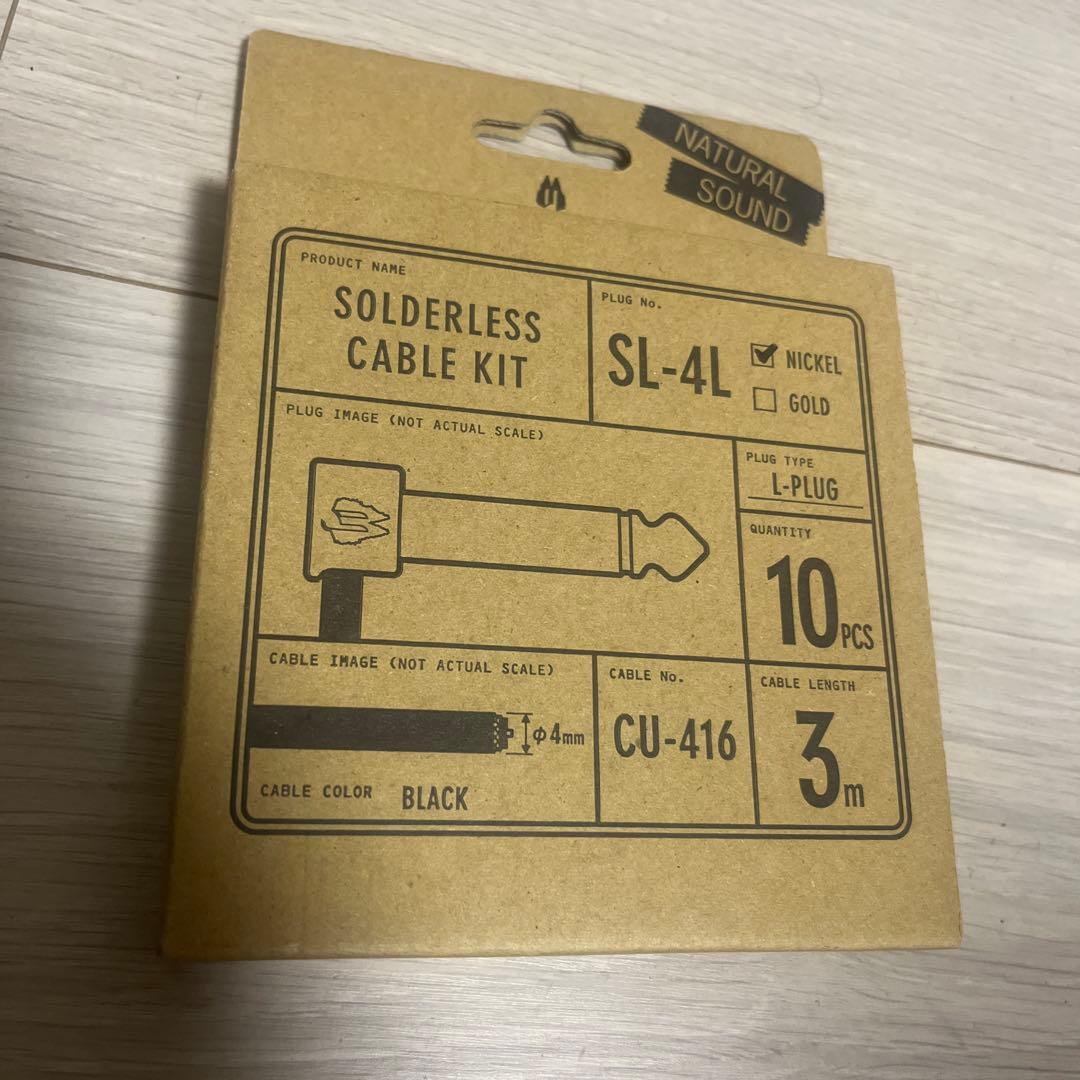 NATURAL
SOUND
PRODUCT NAME
SOLDERLESS
CABLE KIT
PLUG No.
SL-4L
NICKEL
GOLD
PLUG IMAGE (NOT ACTUAL SCALE)
PLUG TYPE
L-PLUG
QUANTITY
10PCS
CABLE IMAGE (NOT ACTUAL SCALE)
φ4mm
CABLE COLOR BLACK
CABLE No.
CU-416
CABLE LENGTH
3m